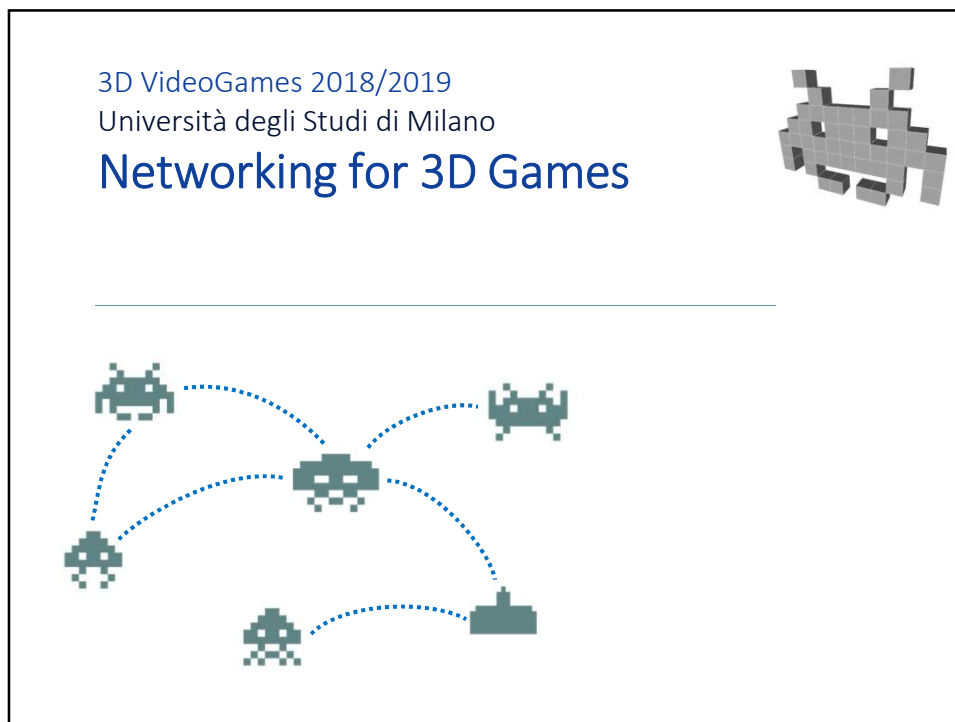 3D VideoGames 2018/2019
Università degli Studi di Milano
Networking for 3D Games